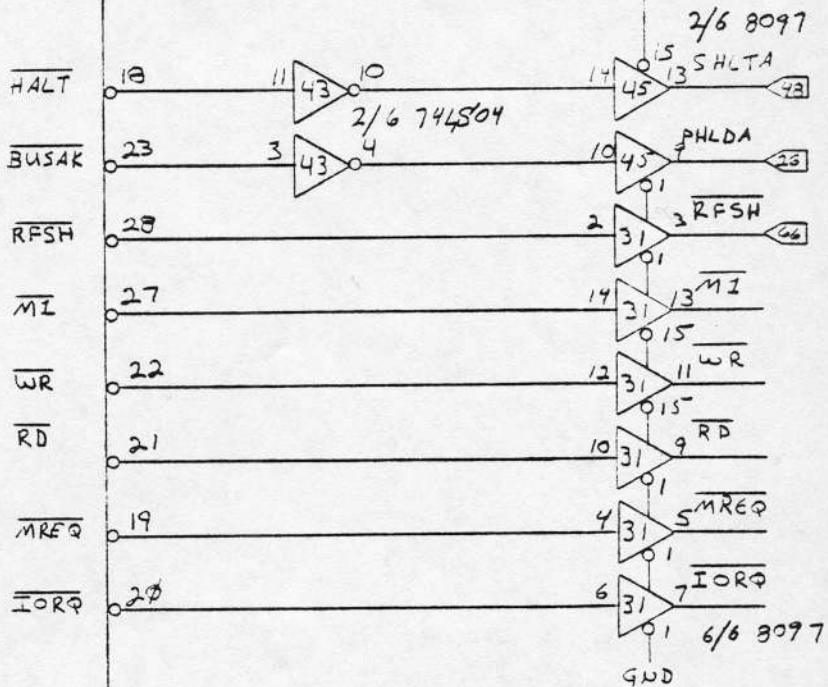 2/6 8097
15
HALT 18 11 43 10 14 45 13 SHLTA 43
2/6 74LS04
BUSAK 23 3 43 4 10 45 9 PHLDA 26
1
RFSH 28 2 31 3 RFSH 66
1
M1 27 14 31 13 M1
15
WR 22 12 31 11 WR
15
RD 21 10 31 9 RD
1
MREQ 19 4 31 5 MREQ
1
IORQ 20 6 31 7 IORQ
1 6/6 8097
GND